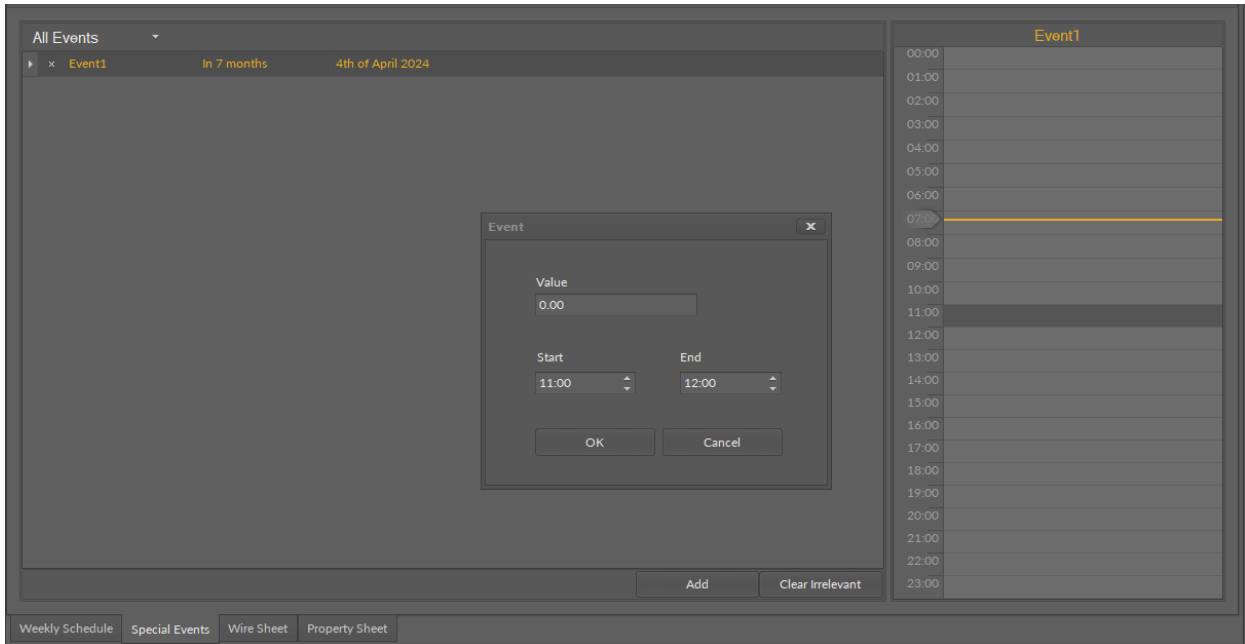 All Events
× Event1 In 7 months 4th of April 2024
Event
Value
0.00
Start End
11:00 12:00
OK Cancel
Add Clear Irrelevant
Event1
00:00
01:00
02:00
03:00
04:00
05:00
06:00
07:00
08:00
09:00
10:00
11:00
12:00
13:00
14:00
15:00
16:00
17:00
18:00
19:00
20:00
21:00
22:00
23:00
Weekly Schedule Special Events Wire Sheet Property Sheet